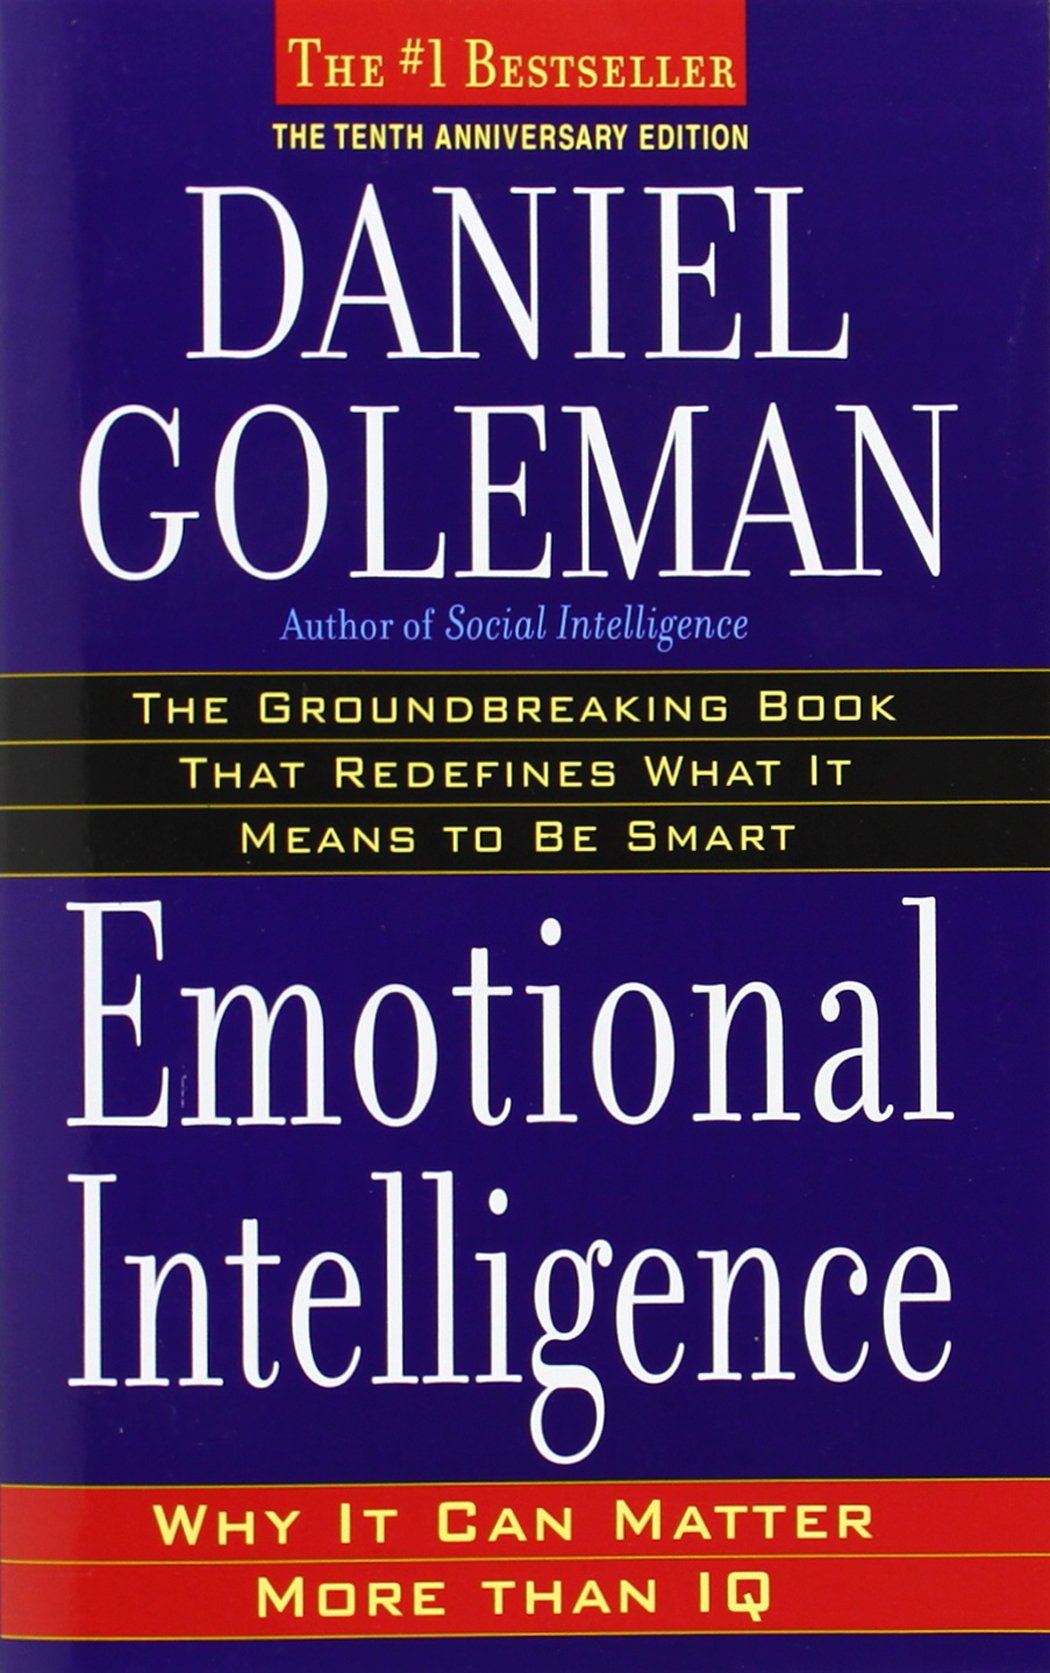 THE #1 BESTSELLER
THE TENTH ANNIVERSARY EDITION
DANIEL
GOLEMAN
Author of Social Intelligence
THE GROUNDBREAKING BOOK
THAT REDEFINES WHAT IT
MEANS TO BE SMART
Emotional
Intelligence
WHY IT CAN MATTER
MORE THAN IQ